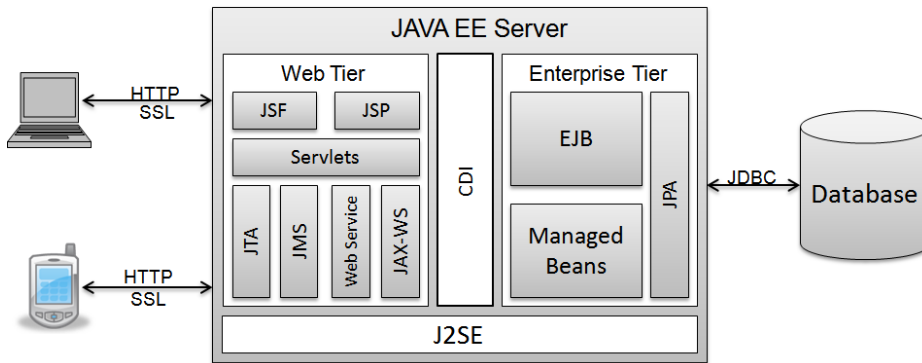 JAVA EE Server
Web Tier
Enterprise Tier
HTTP
SSL
JSF
JSP
Servlets
JTA
JMS
Web Service
JAX-WS
CDI
EJB
Managed
Beans
JPA
JDBC
Database
HTTP
SSL
J2SE